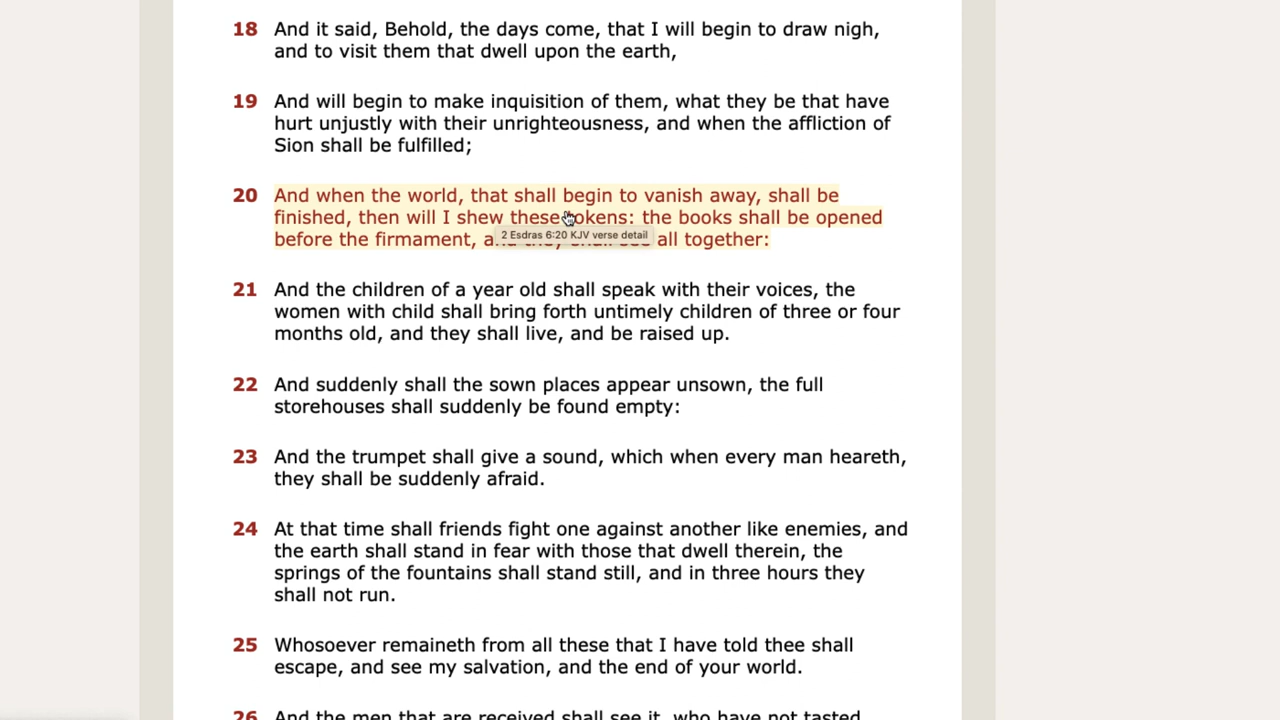 18 And it said, Behold, the days come, that I will begin to draw nigh,
and to visit them that dwell upon the earth,
19 And will begin to make inquisition of them, what they be that have
hurt unjustly with their unrighteousness, and when the affliction of
Sion shall be fulfilled;
20 And when the world, that shall begin to vanish away, shall be
finished, then will I shew these okens: the books shall be opened
before the firmament, all together:
2 Esdras 6:20 KJV verse detail
21 And the children of a year old shall speak with their voices, the
women with child shall bring forth untimely children of three or four
months old, and they shall live, and be raised up.
22 And suddenly shall the sown places appear unsown, the full
storehouses shall suddenly be found empty:
23 And the trumpet shall give a sound, which when every man heareth,
they shall be suddenly afraid.
24 At that time shall friends fight one against another like enemies, and
the earth shall stand in fear with those that dwell therein, the
springs of the fountains shall stand still, and in three hours they
shall not run.
25 Whosoever remaineth from all these that I have told thee shall
escape, and see my salvation, and the end of your world.
26 And the men that are received shall see it, who have not tasted